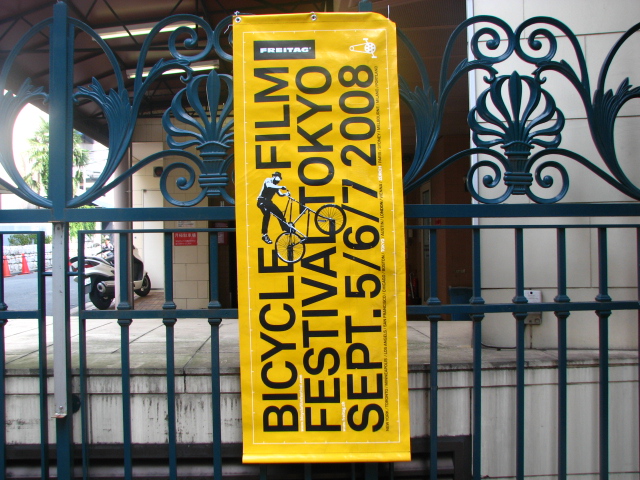 FREITAG
BICYCLE FILM
FESTIVAL TOKYO
SEPT. 5/6/7 2008